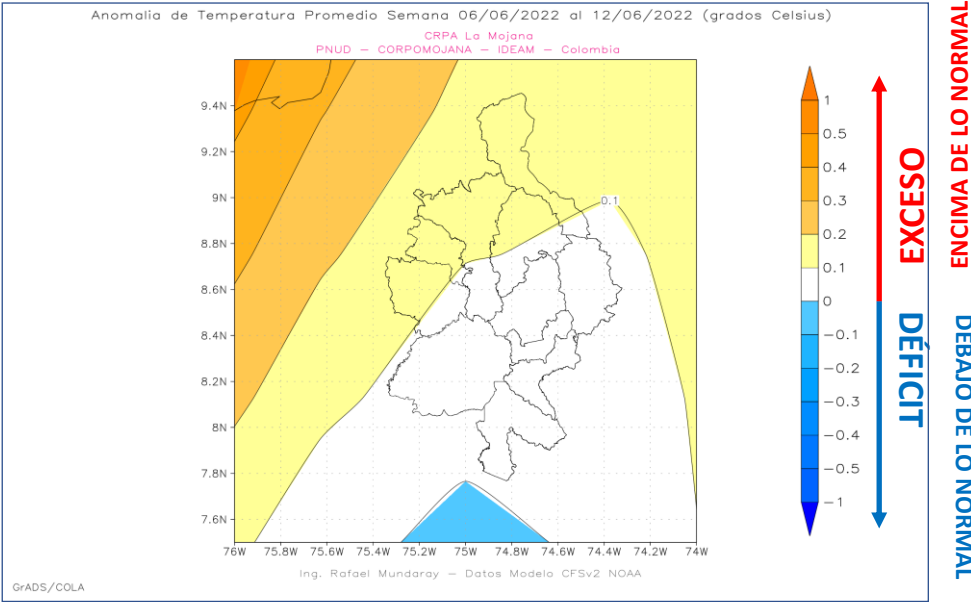 Anomalia de Temperatura Promedio Semana 06/06/2022 al 12/06/2022 (grados Celsius)
CRPA La Mojana
PNUD – CORPOMOJANA – IDEAM – Colombia
9.4N
9.2N
9N
8.8N
8.6N
8.4N
8.2N
8N
7.8N
7.6N
76W 75.8W 75.6W 75.4W 75.2W 75W 74.8W 74.6W 74.4W 74.2W 74W
0.1
Ing. Rafael Mundaray – Datos Modelo CFSv2 NOAA
GrADS/COLA
1
0.5
0.4
0.3
0.2
0.1
0
−0.1
−0.2
−0.3
−0.4
−0.5
−1
EXCESO
DÉFICIT
ENCIMA DE LO NORMAL
DEBAJO DE LO NORMAL